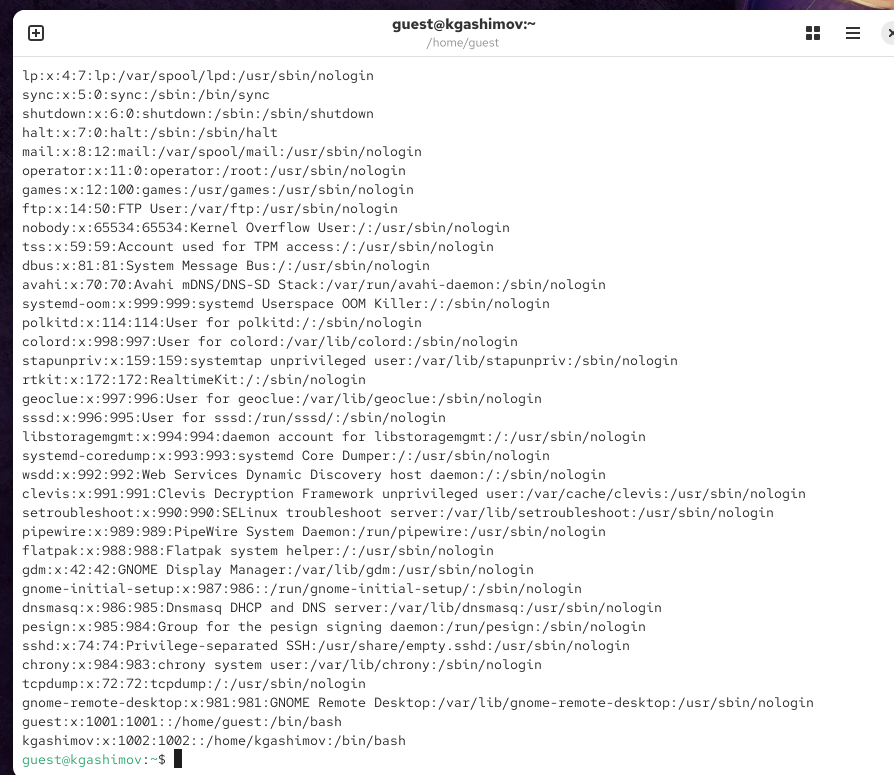 guest@kgashimov:~
/home/guest
lp:x:4:7:lp:/var/spool/lpd:/usr/sbin/nologin
sync:x:5:0:sync:/sbin:/bin/sync
shutdown:x:6:0:shutdown:/sbin:/sbin/shutdown
halt:x:7:0:halt:/sbin:/sbin/halt
mail:x:8:12:mail:/var/spool/mail:/usr/sbin/nologin
operator:x:11:0:operator:/root:/usr/sbin/nologin
games:x:12:100:games:/usr/games:/usr/sbin/nologin
ftp:x:14:50:FTP User:/var/ftp:/usr/sbin/nologin
nobody:x:65534:65534:Kernel Overflow User:/:/usr/sbin/nologin
tss:x:59:59:Account used for TPM access:/:/usr/sbin/nologin
dbus:x:81:81:System Message Bus:/:/usr/sbin/nologin
avahi:x:70:70:Avahi mDNS/DNS-SD Stack:/var/run/avahi-daemon:/sbin/nologin
systemd-oom:x:999:999:systemd Userspace OOM Killer:/:/usr/sbin/nologin
polkitd:x:114:114:User for polkitd:/:/sbin/nologin
colord:x:998:997:User for colord:/var/lib/colord:/sbin/nologin
stapunpriv:x:159:159:systemtap unprivileged user:/var/lib/stapunpriv:/sbin/nologin
rtkit:x:172:172:RealtimeKit:/:/sbin/nologin
geoclue:x:997:996:User for geoclue:/var/lib/geoclue:/sbin/nologin
sssd:x:996:995:User for sssd:/run/sssd/:/sbin/nologin
libstoragemgmt:x:994:994:daemon account for libstoragemgmt:/:/usr/sbin/nologin
systemd-coredump:x:993:993:systemd Core Dumper:/:/usr/sbin/nologin
wsdd:x:992:992:Web Services Dynamic Discovery host daemon:/:/sbin/nologin
clevis:x:991:991:Clevis Decryption Framework unprivileged user:/var/cache/clevis:/usr/sbin/nologin
setroubleshoot:x:990:990:SELinux troubleshoot server:/var/lib/setroubleshoot:/usr/sbin/nologin
pipewire:x:989:989:PipeWire System Daemon:/run/pipewire:/usr/sbin/nologin
flatpak:x:988:988:Flatpak system helper:/:/usr/sbin/nologin
gdm:x:42:42:GNOME Display Manager:/var/lib/gdm:/usr/sbin/nologin
gnome-initial-setup:x:987:986::/run/gnome-initial-setup/:/sbin/nologin
dnsmasq:x:986:985:Dnsmasq DHCP and DNS server:/var/lib/dnsmasq:/usr/sbin/nologin
pesign:x:985:984:Group for the pesign signing daemon:/run/pesign:/sbin/nologin
sshd:x:74:74:Privilege-separated SSH:/usr/share/empty.sshd:/usr/sbin/nologin
chrony:x:984:983:chrony system user:/var/lib/chrony:/sbin/nologin
tcpdump:x:72:72:tcpdump:/:/usr/sbin/nologin
gnome-remote-desktop:x:981:981:GNOME Remote Desktop:/var/lib/gnome-remote-desktop:/usr/sbin/nologin
guest:x:1001:1001::/home/guest:/bin/bash
kgashimov:x:1002:1002::/home/kgashimov:/bin/bash
guest@kgashimov:~$